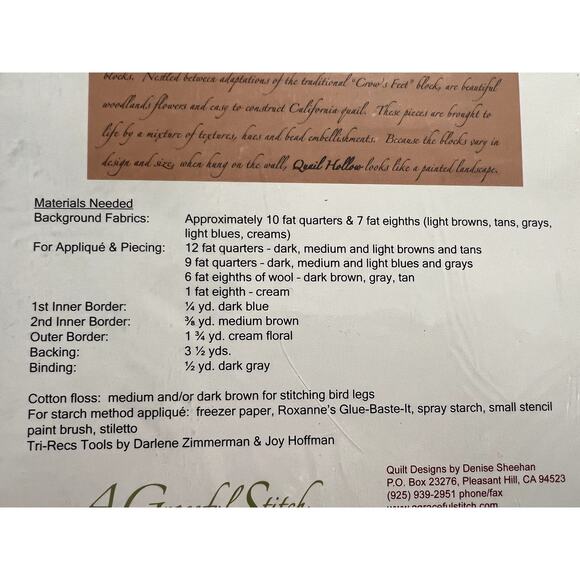 blocks. Nestled between adaptations of the traditional "Crow's Feet" block, are beautiful
woodlands flowers and easy to construct California quail. These pieces are brought to
life by a mixture of textures, hues and bead embellishments. Because the blocks vary in
design and size, when hung on the wall, Quail Hollow looks like a painted landscape.
Materials Needed
Background Fabrics: Approximately 10 fat quarters & 7 fat eighths (light browns, tans, grays,
light blues, creams)
For Appliqué & Piecing: 12 fat quarters - dark, medium and light browns and tans
9 fat quarters - dark, medium and light blues and grays
6 fat eighths of wool - dark brown, gray, tan
1 fat eighth - cream
1st Inner Border: ¼ yd. dark blue
2nd Inner Border: ⅜ yd. medium brown
Outer Border: 1 ¾ yd. cream floral
Backing: 3 ½ yds.
Binding: ½ yd. dark gray
Cotton floss: medium and/or dark brown for stitching bird legs
For starch method appliqué: freezer paper, Roxanne's Glue-Baste-It, spray starch, small stencil
paint brush, stiletto
Tri-Recs Tools by Darlene Zimmerman & Joy Hoffman
A Graceful Stitch
Quilt Designs by Denise Sheehan
P.O. Box 23276, Pleasant Hill, CA 94523
(925) 939-2951 phone/fax
www.agracefulstitch.com